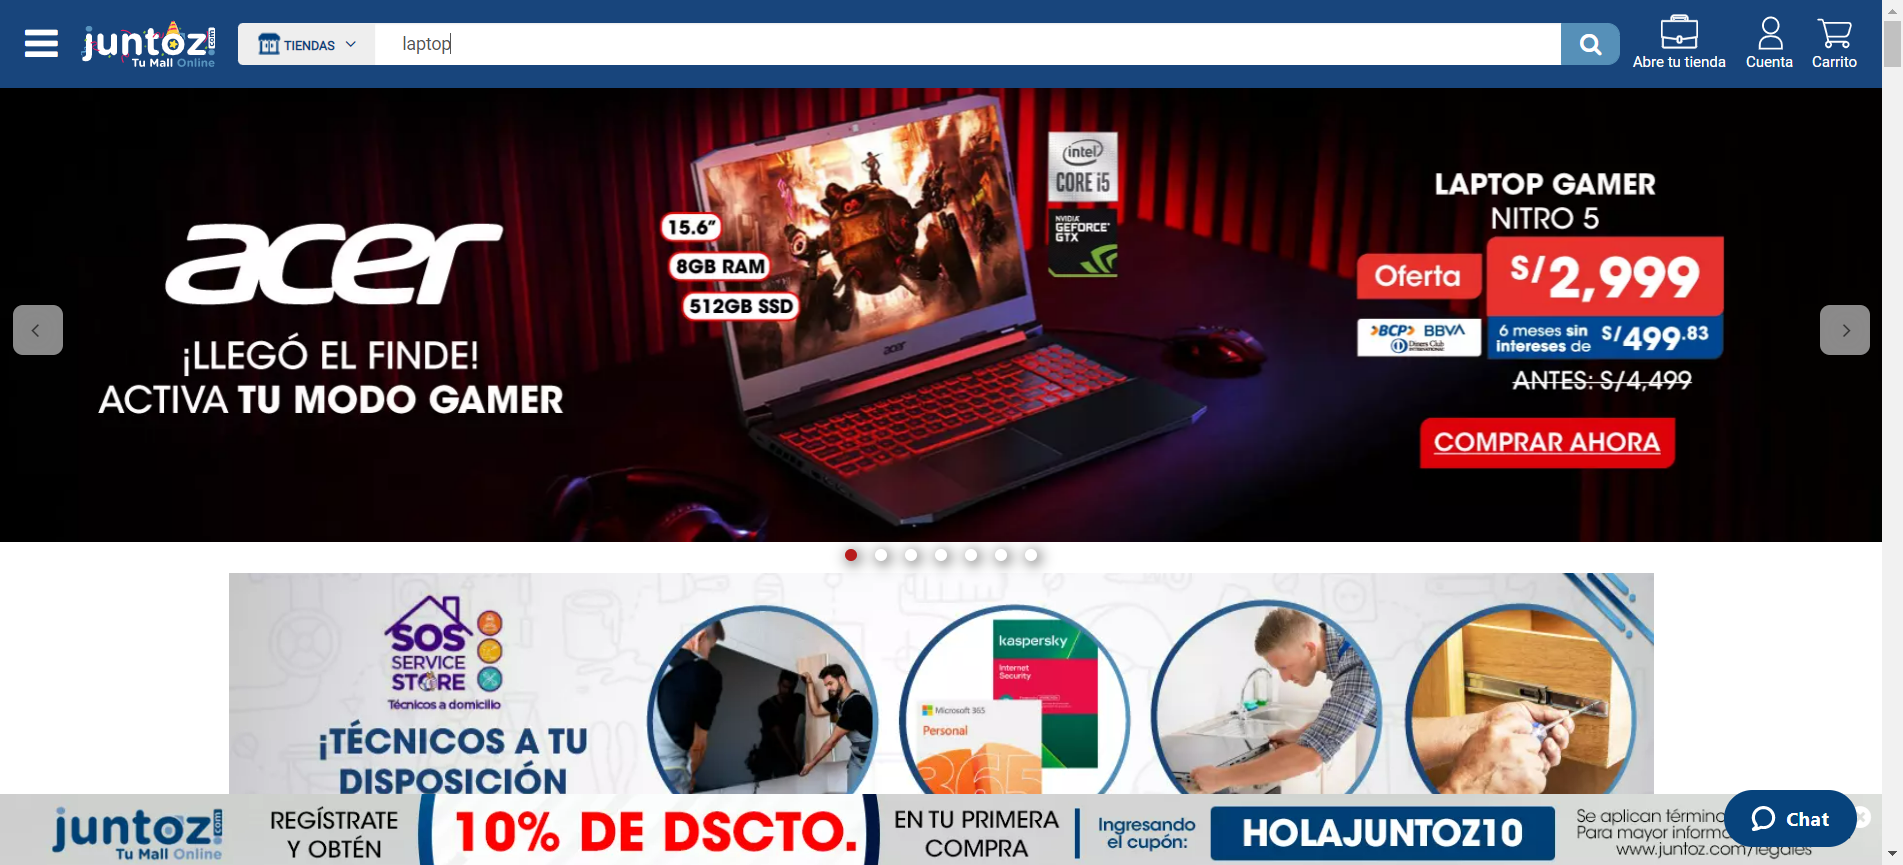 juntoz.com
Tu Mall Online
TIENDAS
laptop
Abre tu tienda
Cuenta
Carrito
acer
¡LLEGÓ EL FINDE!
ACTIVA TU MODO GAMER
15.6”
8GB RAM
512GB SSD
acer
intel
CORE i5
NVIDIA
GEFORCE
GTX
LAPTOP GAMER
NITRO 5
Oferta
S/2,999
BCP BBVA
Diners Club
INTERNATIONAL
6 meses sin
intereses de
S/499.83
ANTES: S/4,499
COMPRAR AHORA
SOS
SERVICE
STORE
Técnicos a domicilio
¡TÉCNICOS A TU
DISPOSICIÓN
kaspersky
Internet
Security
Microsoft 365
Personal
365
juntoz.com
Tu Mall Online
REGÍSTRATE
Y OBTÉN
10% DE DSCTO.
EN TU PRIMERA
COMPRA
Ingresando
el cupón:
HOLAJUNTOZ10
Se aplican
Para mayor
www.juntoz.com/legales
Chat